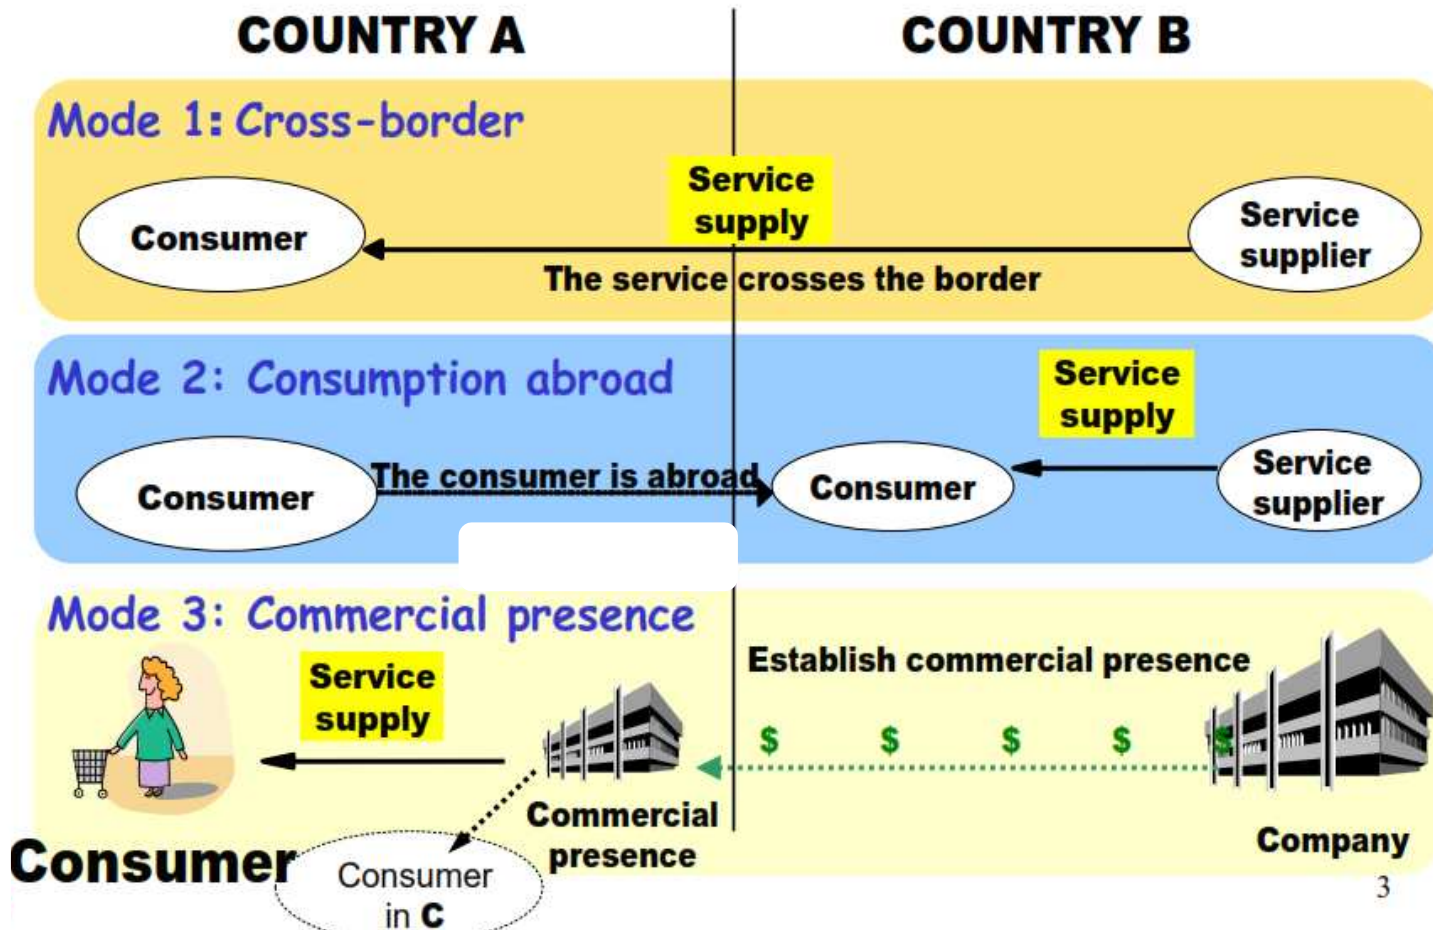 COUNTRY A
COUNTRY B
Mode 1: Cross-border
Service
supply
Consumer
Service
supplier
The service crosses the border
Mode 2: Consumption abroad
Service
supply
Consumer
The consumer is abroad
Consumer
Service
supplier
Mode 3: Commercial presence
Service
supply
Establish commercial presence
$ $ $ $ $
Commercial
presence
Company
Consumer
Consumer
in C
3